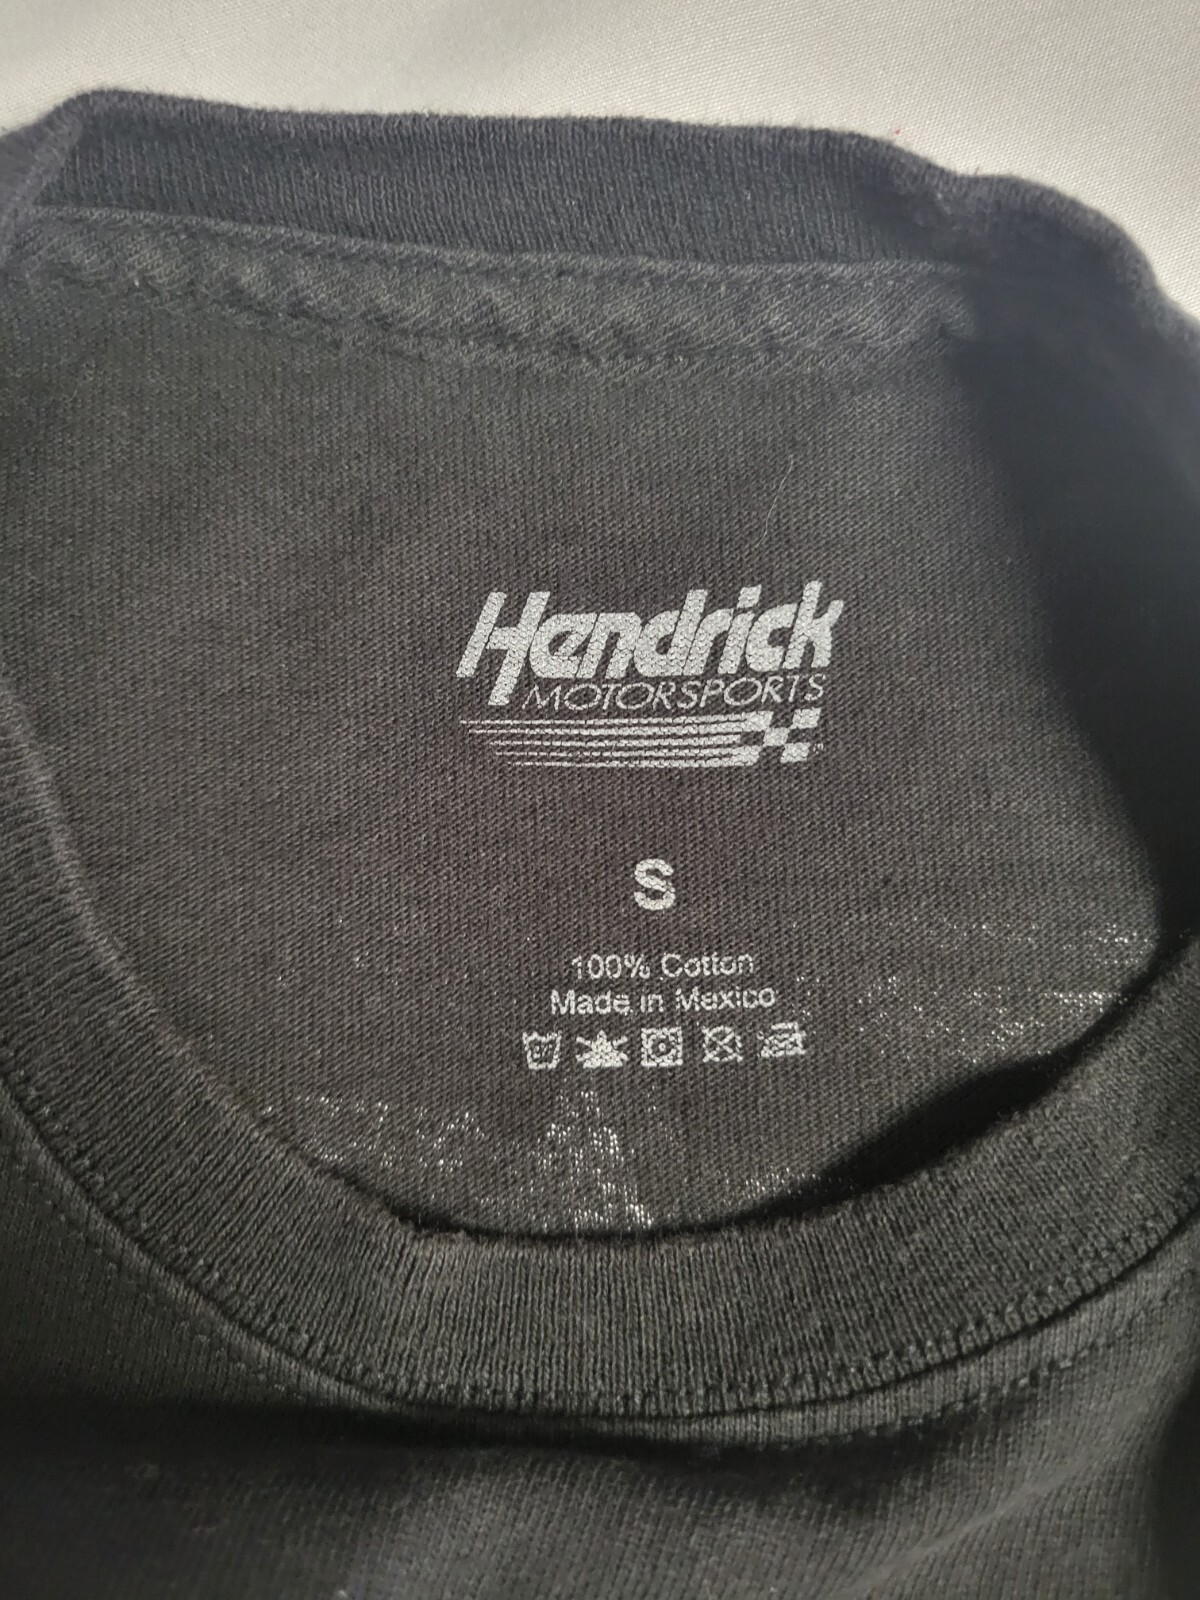 Hendrick
MOTORSPORTS
S
100% Cotton
Made in Mexico